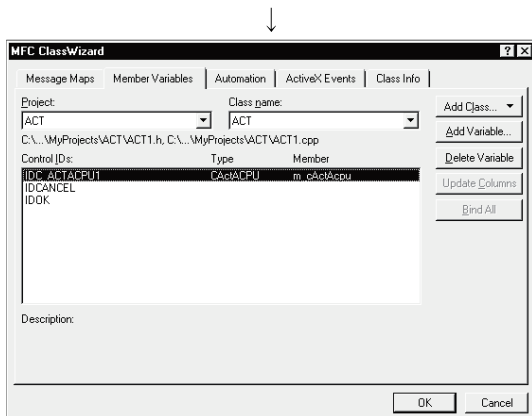 MFC ClassWizard
Message Maps Member Variables Automation ActiveX Events Class Info
Project: Class name:
ACT ACT
Add Class...
C:\...\MyProjects\ACT\ACT1.h, C:\...\MyProjects\ACT\ACT1.cpp
Add Variable...
Control IDs: Type Member
Delete Variable
IDC_ACTACPU1 CActACPU m_cActAcpu
IDCANCEL
Update Columns
IDOK
Bind All
Description:
OK Cancel